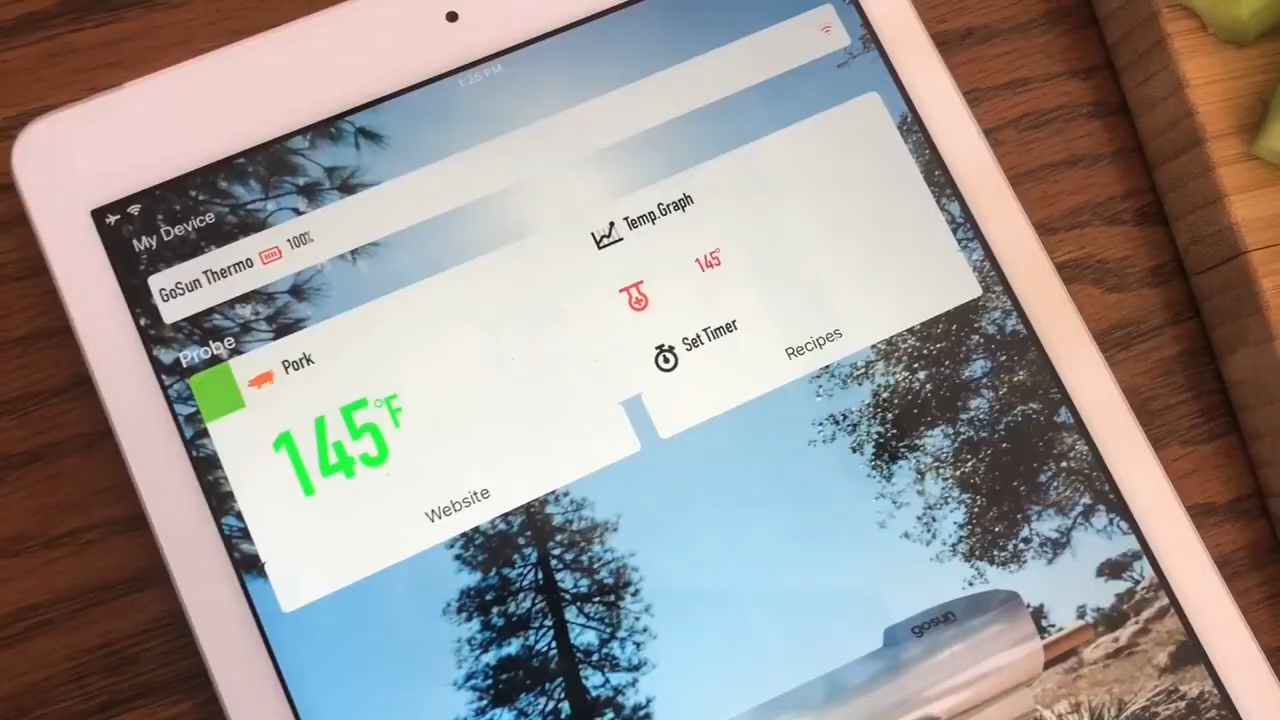 1:25 PM
My Device
GoSun Thermo 100%
Probe
Pork
145°F
Temp.Graph
145°
Set Timer
Website
Recipes
gosun